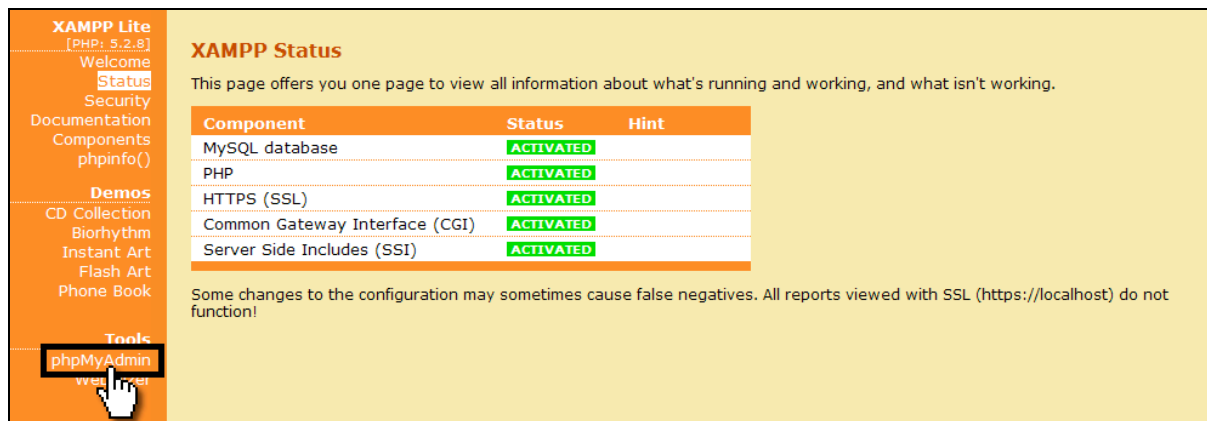 XAMPP Lite
[PHP: 5.2.8]
Welcome
Status
Security
Documentation
Components
phpinfo()
Demos
CD Collection
Biorhythm
Instant Art
Flash Art
Phone Book
Tools
phpMyAdmin
XAMPP Status
This page offers you one page to view all information about what's running and working, and what isn't working.
Component Status Hint
MySQL database ACTIVATED
PHP ACTIVATED
HTTPS (SSL) ACTIVATED
Common Gateway Interface (CGI) ACTIVATED
Server Side Includes (SSI) ACTIVATED
Some changes to the configuration may sometimes cause false negatives. All reports viewed with SSL (https://localhost) do not
function!